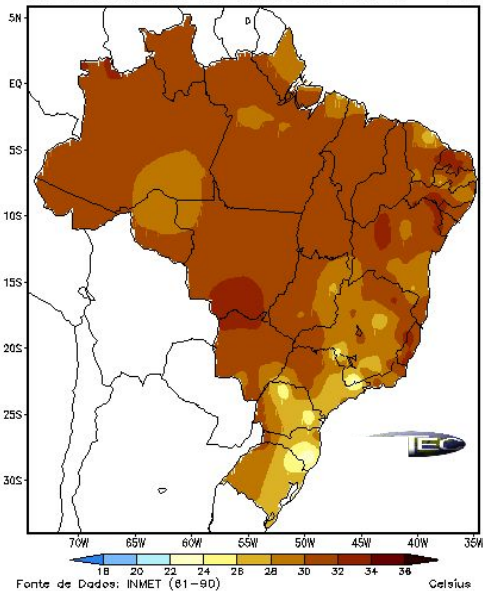 5N
EQ
5S
10S
15S
20S
25S
30S
IEC
70W 65W 60W 55W 50W 45W 40W 35W
18 20 22 24 26 28 30 32 34 36
Fonte de Dados: INMET (61-90) Celsius